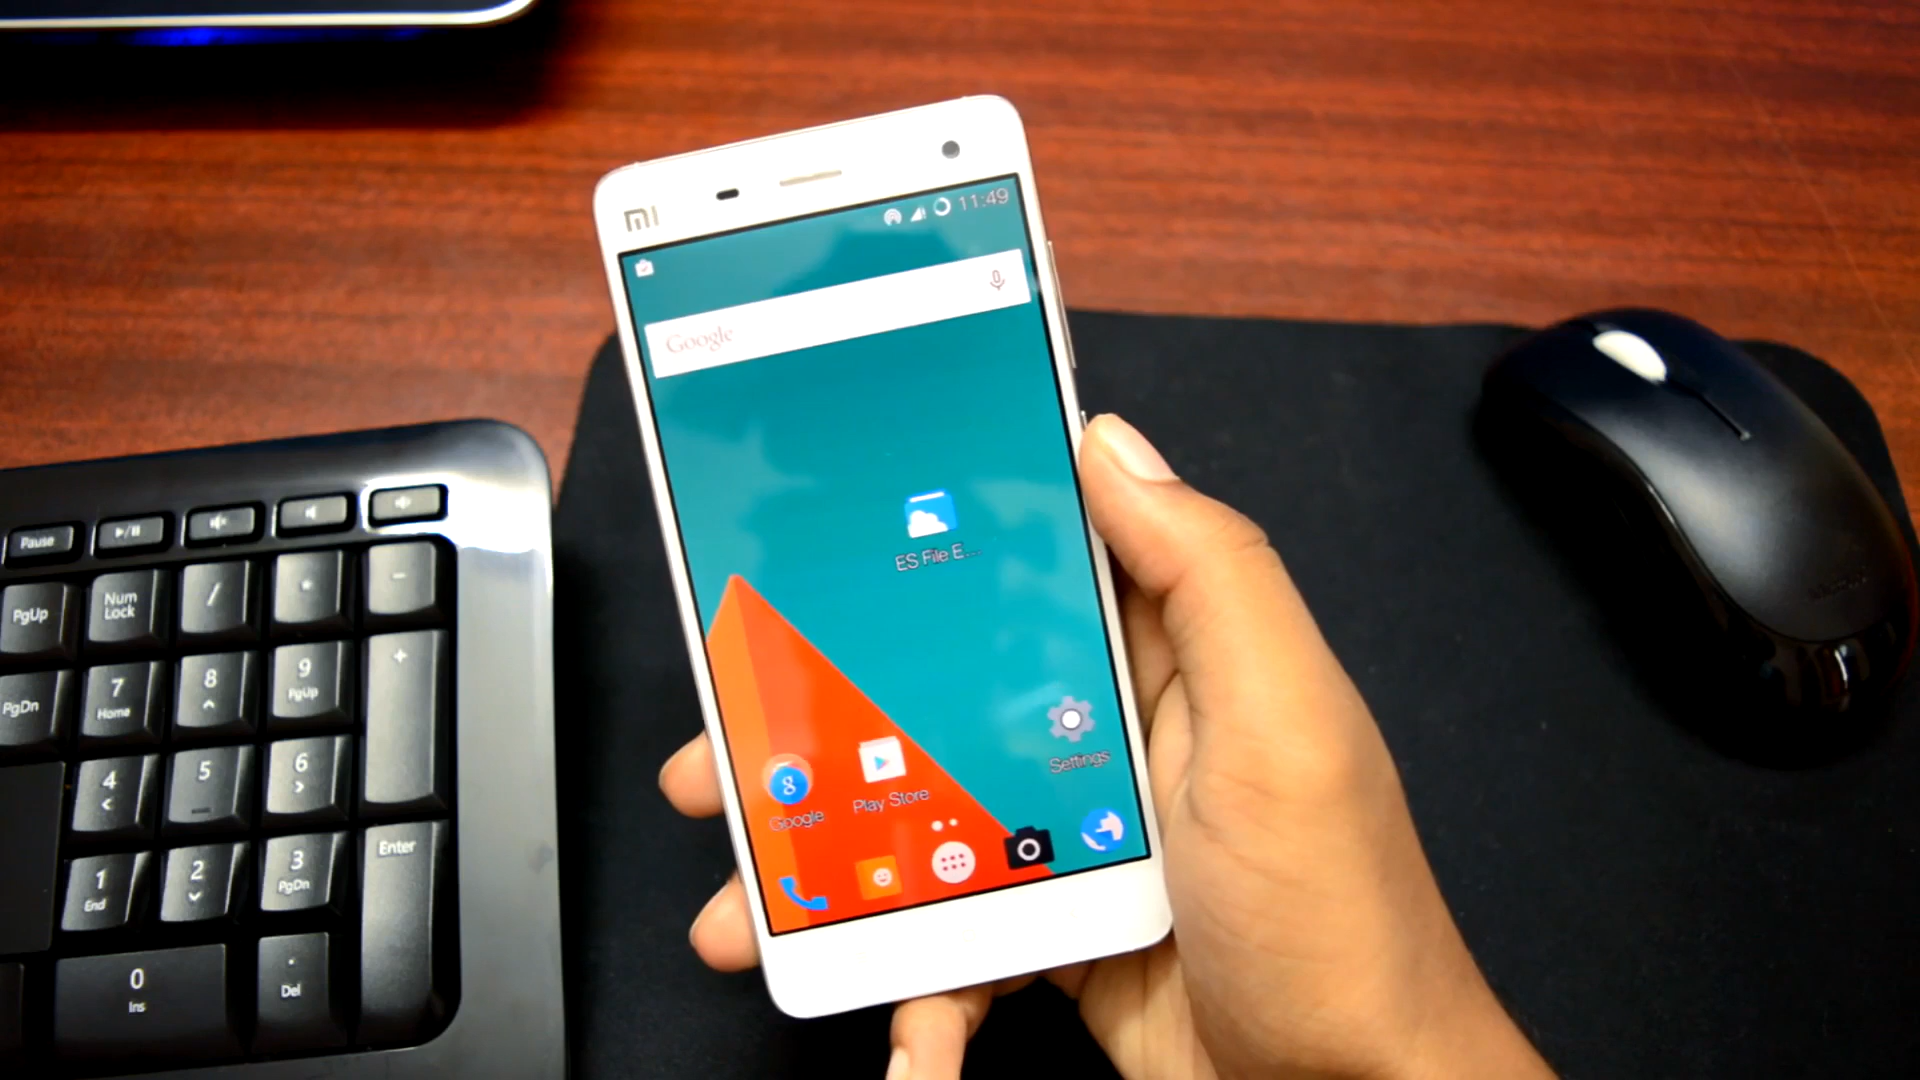 mi
11:49
Google
ES File E...
Settings
Google
Play Store
8
Pause
PgUp
Num
Lock
/
*
-
PgDn
7
Home
8
9
PgUp
+
4
<
5
6
>
1
End
2
3
PgDn
Enter
0
Ins
.
Del